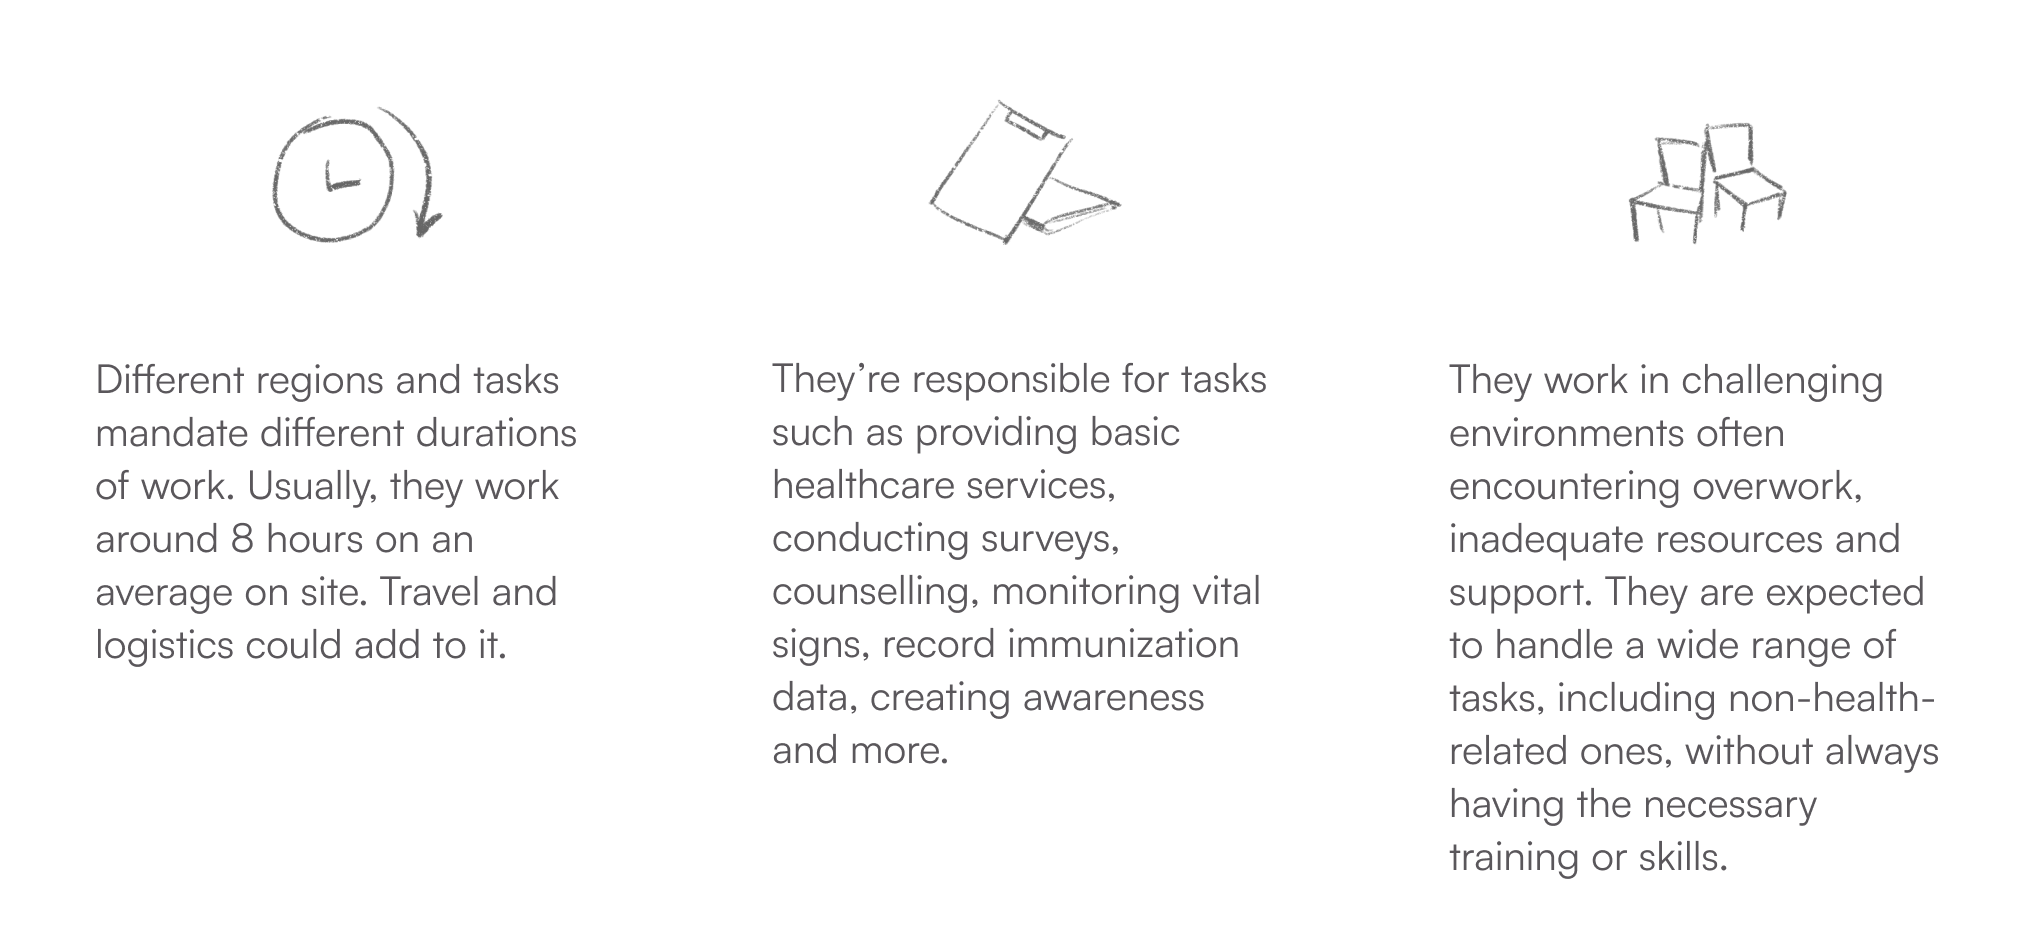 Different regions and tasks
mandate different durations
of work. Usually, they work
around 8 hours on an
average on site. Travel and
logistics could add to it.
They’re responsible for tasks
such as providing basic
healthcare services,
conducting surveys,
counselling, monitoring vital
signs, record immunization
data, creating awareness
and more.
They work in challenging
environments often
encountering overwork,
inadequate resources and
support. They are expected
to handle a wide range of
tasks, including non-health-
related ones, without always
having the necessary
training or skills.